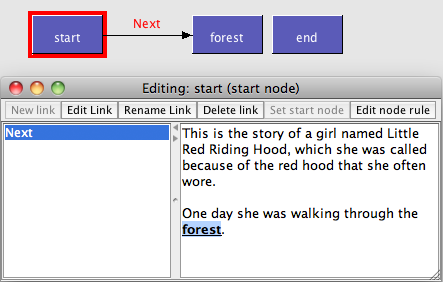 Next
start forest end
Editing: start (start node)
New link Edit Link Rename Link Delete link Set start node Edit node rule
Next
This is the story of a girl named Little
Red Riding Hood, which she was called
because of the red hood that she often
wore.
One day she was walking through the
forest.